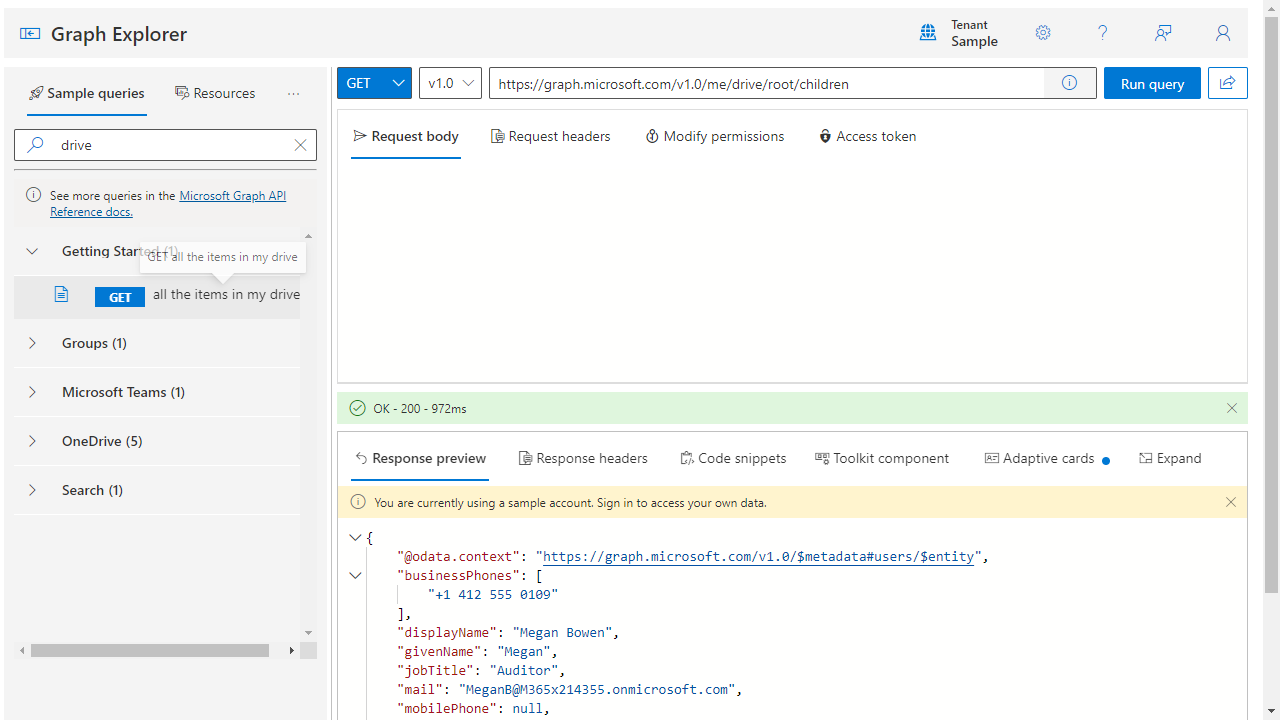 Graph Explorer
Tenant
Sample
Sample queries
Resources
drive
See more queries in the Microsoft Graph API
Reference docs.
Getting Started (1)
GET all the items in my drive
GET all the items in my drive
Groups (1)
Microsoft Teams (1)
OneDrive (5)
Search (1)
GET
v1.0
https://graph.microsoft.com/v1.0/me/drive/root/children
Run query
Request body
Request headers
Modify permissions
Access token
OK - 200 - 972ms
Response preview
Response headers
Code snippets
Toolkit component
Adaptive cards
Expand
You are currently using a sample account. Sign in to access your own data.
{
"@odata.context": "https://graph.microsoft.com/v1.0/$metadata#users/$entity",
"businessPhones": [
"+1 412 555 0109"
],
"displayName": "Megan Bowen",
"givenName": "Megan",
"jobTitle": "Auditor",
"mail": "MeganB@M365x214355.onmicrosoft.com",
"mobilePhone": null,